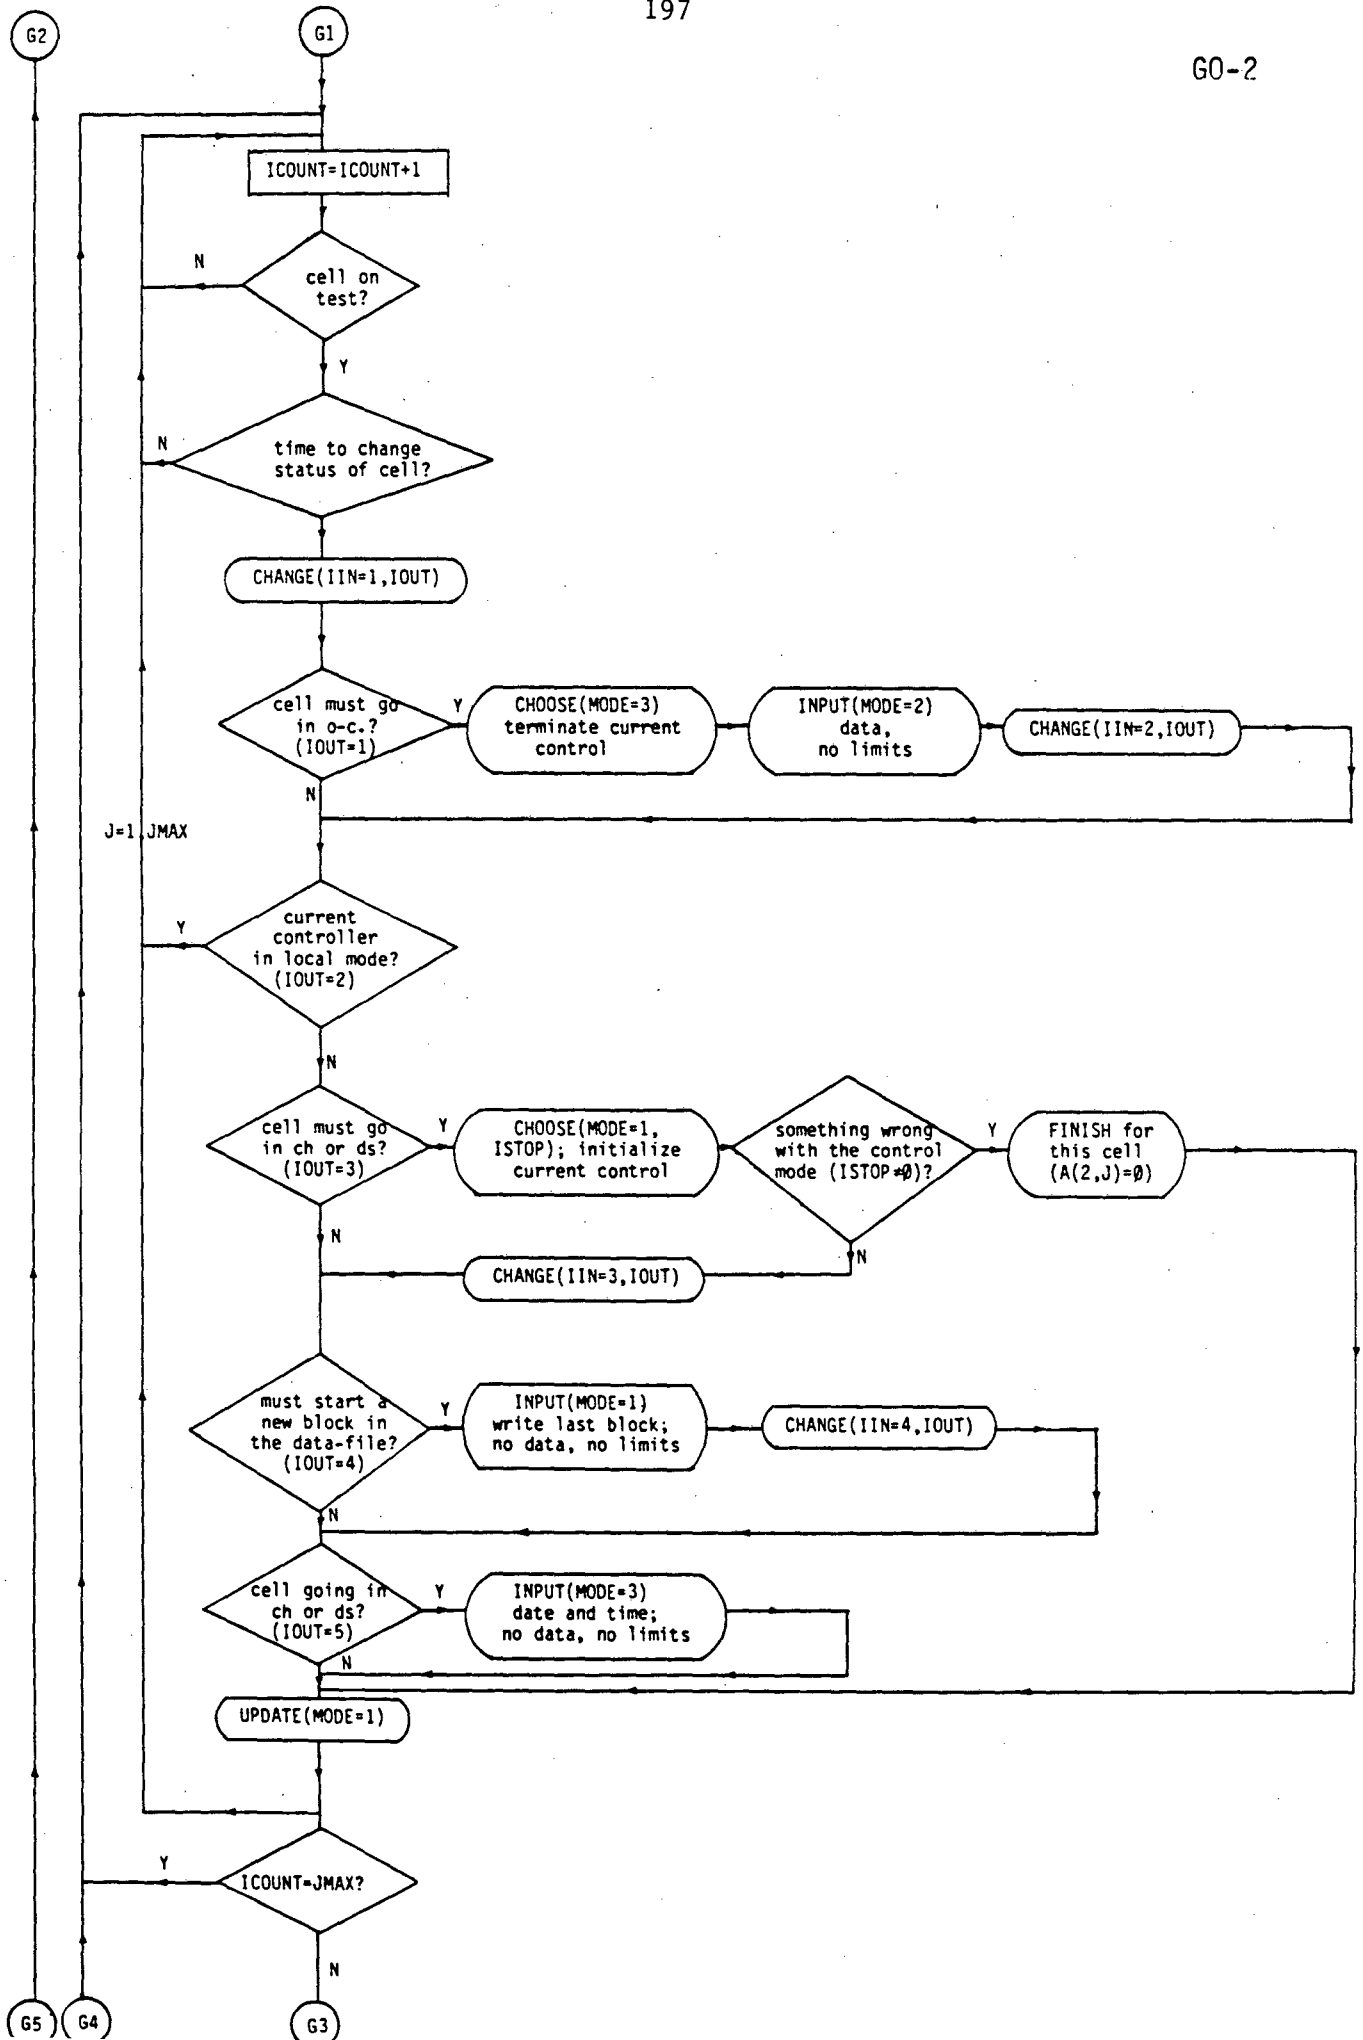 197
G2
G1
GO-2
ICOUNT=ICOUNT+1
N
cell on
test?
Y
N
time to change
status of cell?
CHANGE(IIN=1,IOUT)
cell must go
in o-c.?
(IOUT=1)
Y
CHOOSE(MODE=3)
terminate current
control
INPUT(MODE=2)
data,
no limits
CHANGE(IIN=2,IOUT)
N
J=1,JMAX
Y
current
controller
in local mode?
(IOUT=2)
N
cell must go
in ch or ds?
(IOUT=3)
Y
CHOOSE(MODE=1,
ISTOP); initialize
current control
something wrong
with the control
mode (ISTOP≠0)?
Y
FINISH for
this cell
(A(2,J)=Ø)
N
N
CHANGE(IIN=3,IOUT)
must start a
new block in
the data-file?
(IOUT=4)
Y
INPUT(MODE=1)
write last block;
no data, no limits
CHANGE(IIN=4,IOUT)
N
cell going in
ch or ds?
(IOUT=5)
Y
INPUT(MODE=3)
date and time;
no data, no limits
N
UPDATE(MODE=1)
Y
ICOUNT=JMAX?
N
G5
G4
G3